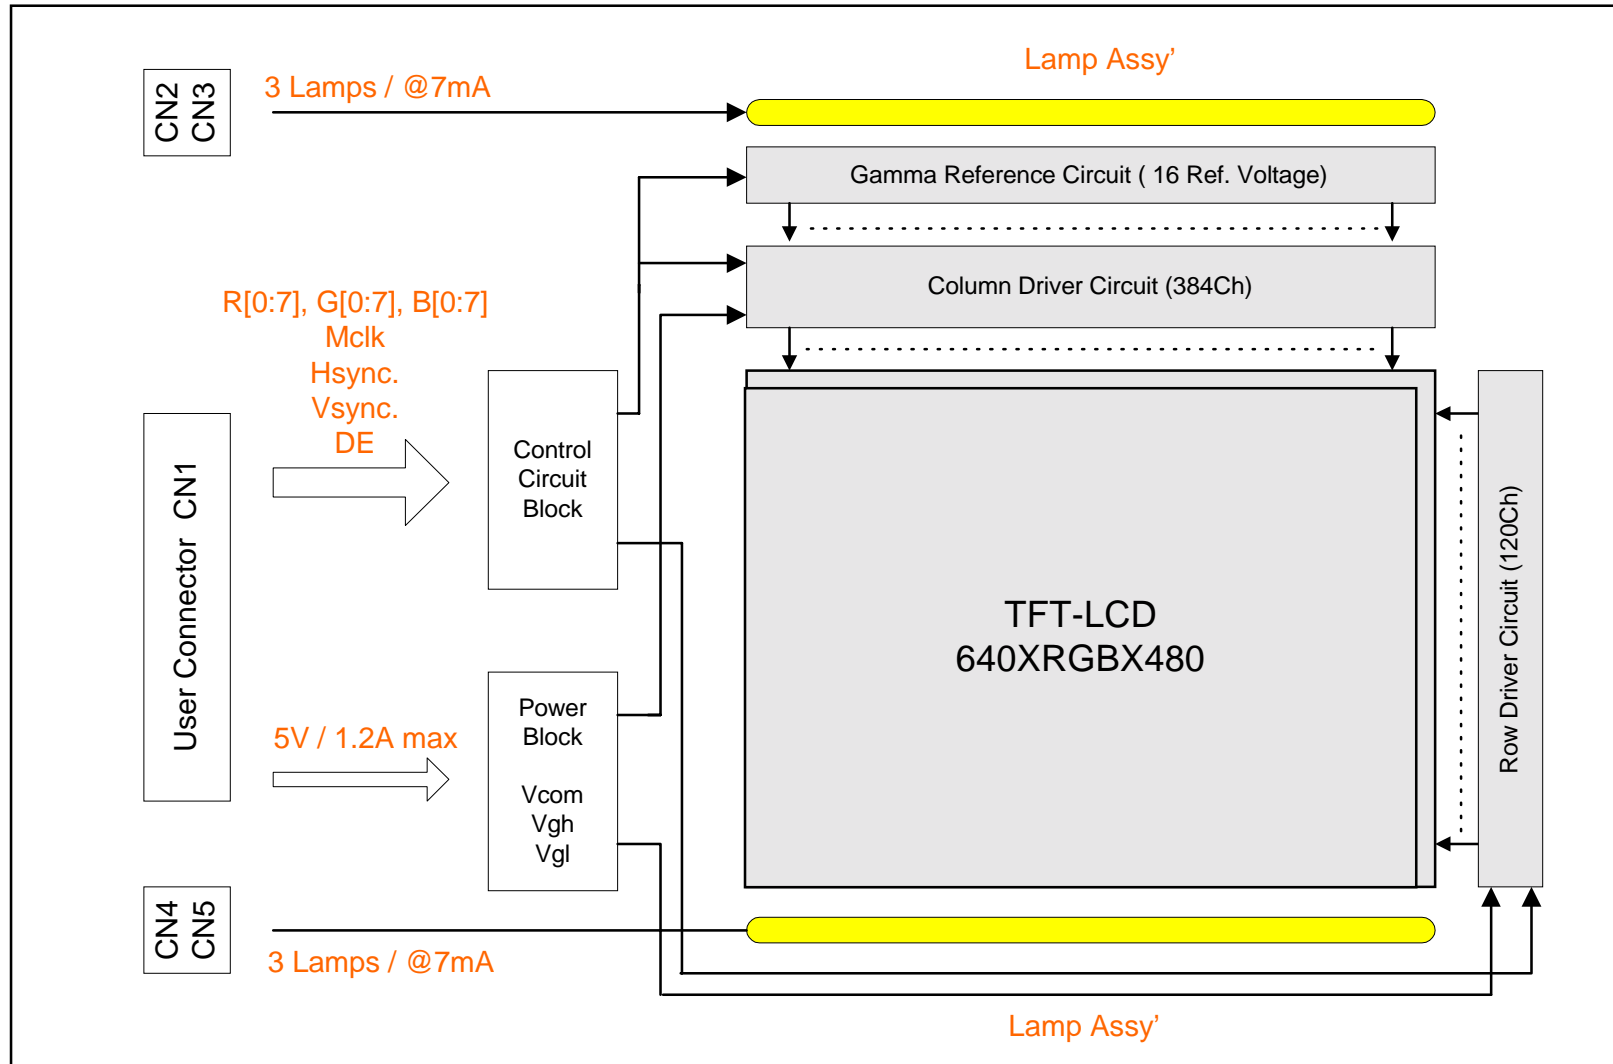 Lamp Assy'
CN2
CN3
3 Lamps / @7mA
Gamma Reference Circuit ( 16 Ref. Voltage)
Column Driver Circuit (384Ch)
R[0:7], G[0:7], B[0:7]
Mclk
Hsync.
Vsync.
DE
User Connector  CN1
Control
Circuit
Block
TFT-LCD
640XRGBX480
Row Driver Circuit (120Ch)
5V / 1.2A max
Power
Block
Vcom
Vgh
Vgl
CN4
CN5
3 Lamps / @7mA
Lamp Assy'